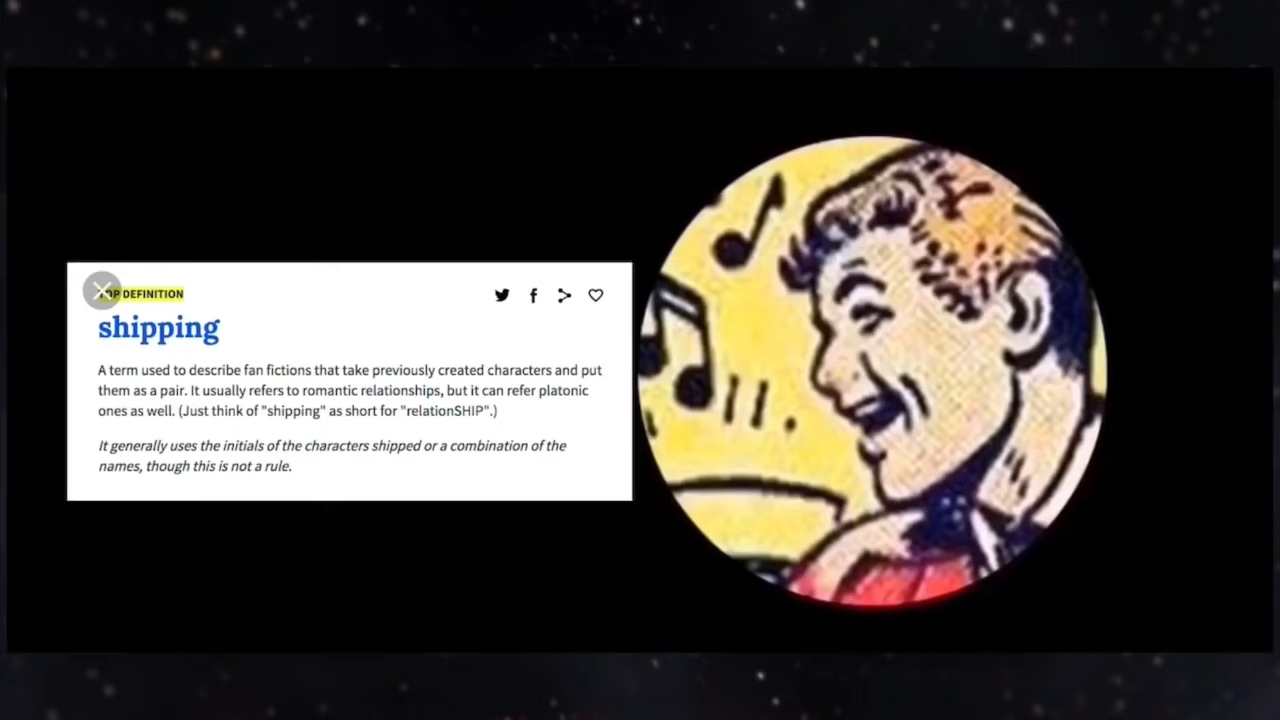 TOP DEFINITION
shipping
A term used to describe fan fictions that take previously created characters and put
them as a pair. It usually refers to romantic relationships, but it can refer platonic
ones as well. (Just think of "shipping" as short for "relationSHIP".)
It generally uses the initials of the characters shipped or a combination of the
names, though this is not a rule.